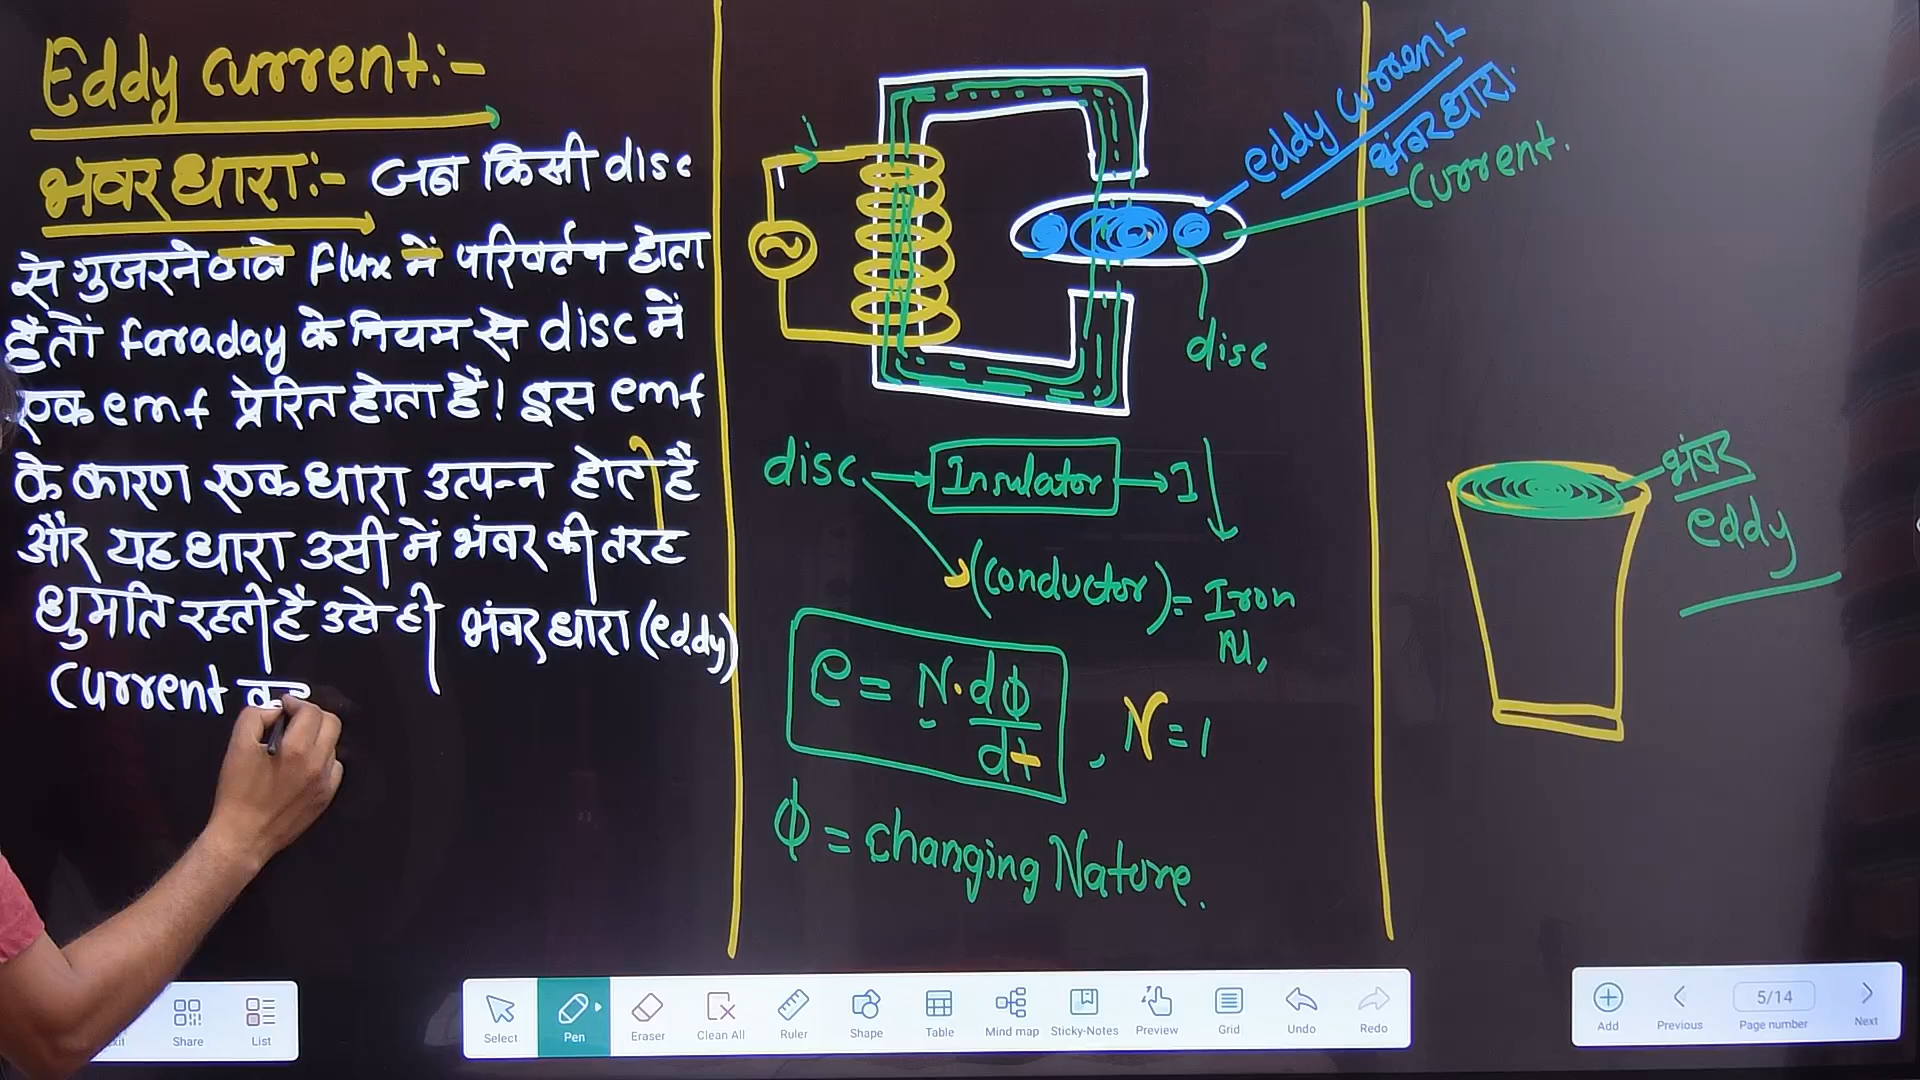 Eddy current:-
भंवर धारा:- जब किसी disc
से गुजरने वाले flux में परिवर्तन होता
हैं तो faraday के नियम से disc में
एक emf प्रेरित होता हैं। इस emf
के कारण एक धारा उत्पन्न होते है
और यह धारा उसी में भंवर की तरह
घुमति रहती हैं उसे ही भंवर धारा (eddy)
Current कह
i
eddy current
भंवर धारा
Current.
disc
disc → Insulator → I
(conductor) = Iron
e = N. dϕ
dt , N = 1
ϕ = changing Nature.
भंवर
eddy
Share
List
Select
Pen
Eraser
Clean All
Ruler
Shape
Table
Mind map
Sticky-Notes
Preview
Grid
Undo
Redo
Add
Previous
5/14
Page number
Next